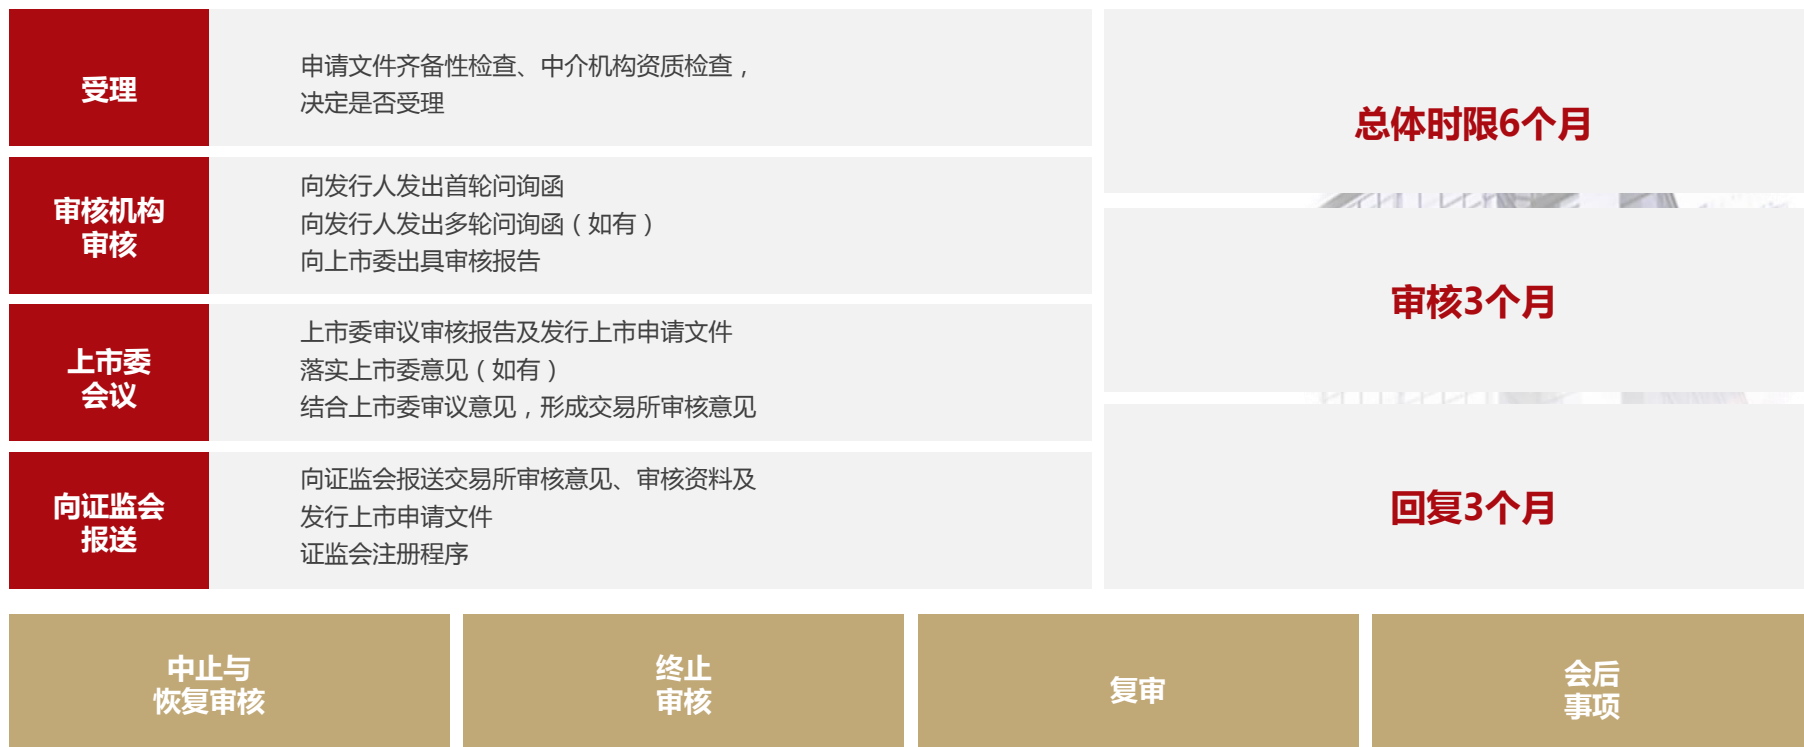 受理
申请文件齐备性检查、中介机构资质检查，
决定是否受理
审核机构
审核
向发行人发出首轮问询函
向发行人发出多轮问询函（如有）
向上市委出具审核报告
上市委
会议
上市委审议审核报告及发行上市申请文件
落实上市委意见（如有）
结合上市委审议意见，形成交易所审核意见
向证监会
报送
向证监会报送交易所审核意见、审核资料及
发行上市申请文件
证监会注册程序
总体时限6个月
审核3个月
回复3个月
中止与
恢复审核
终止
审核
复审
会后
事项